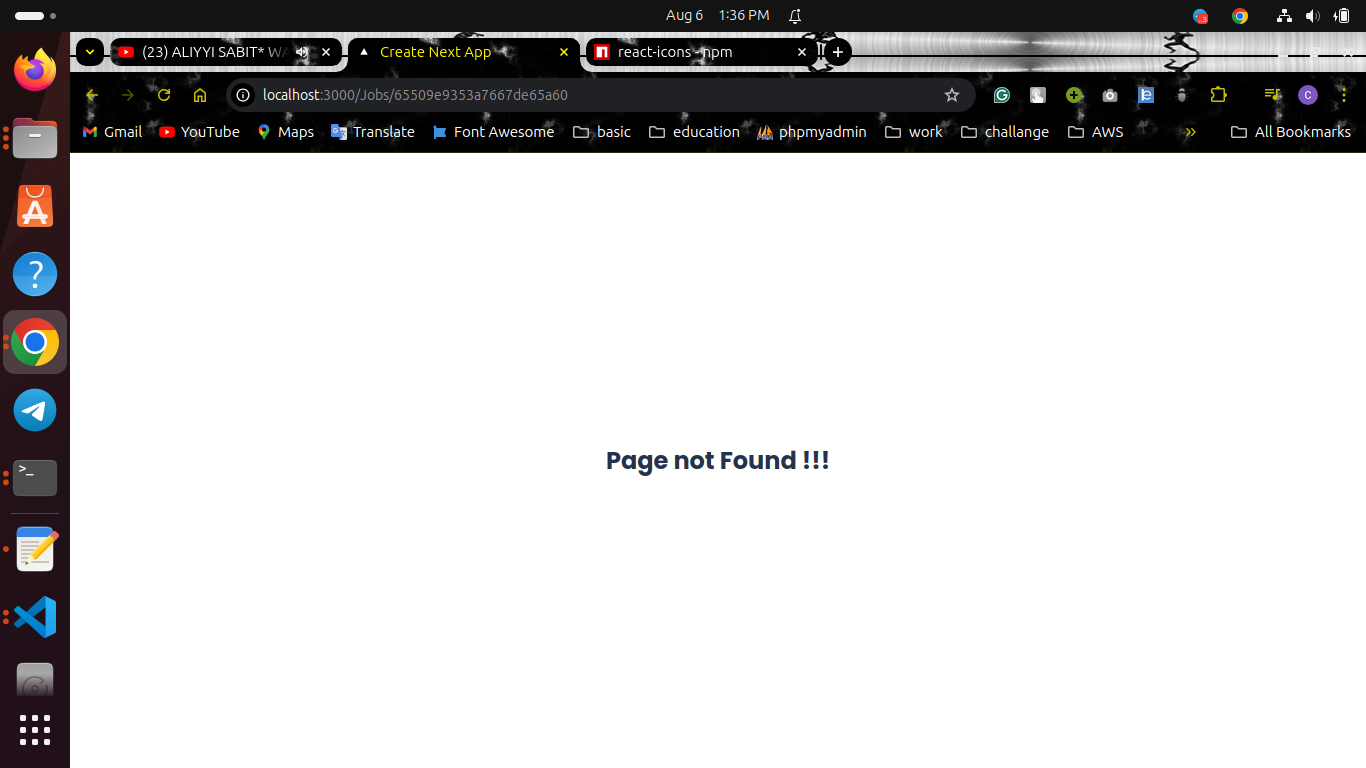 Aug 6 1:36 PM
(23) ALIYYI SABIT* WA
Create New App
react-icons - npm
localhost:3000/Jobs/65509e9353a7667de65a60
Gmail YouTube Maps Translate Font Awesome basic education phpmyadmin work challange AWS » All Bookmarks
Page not Found !!!